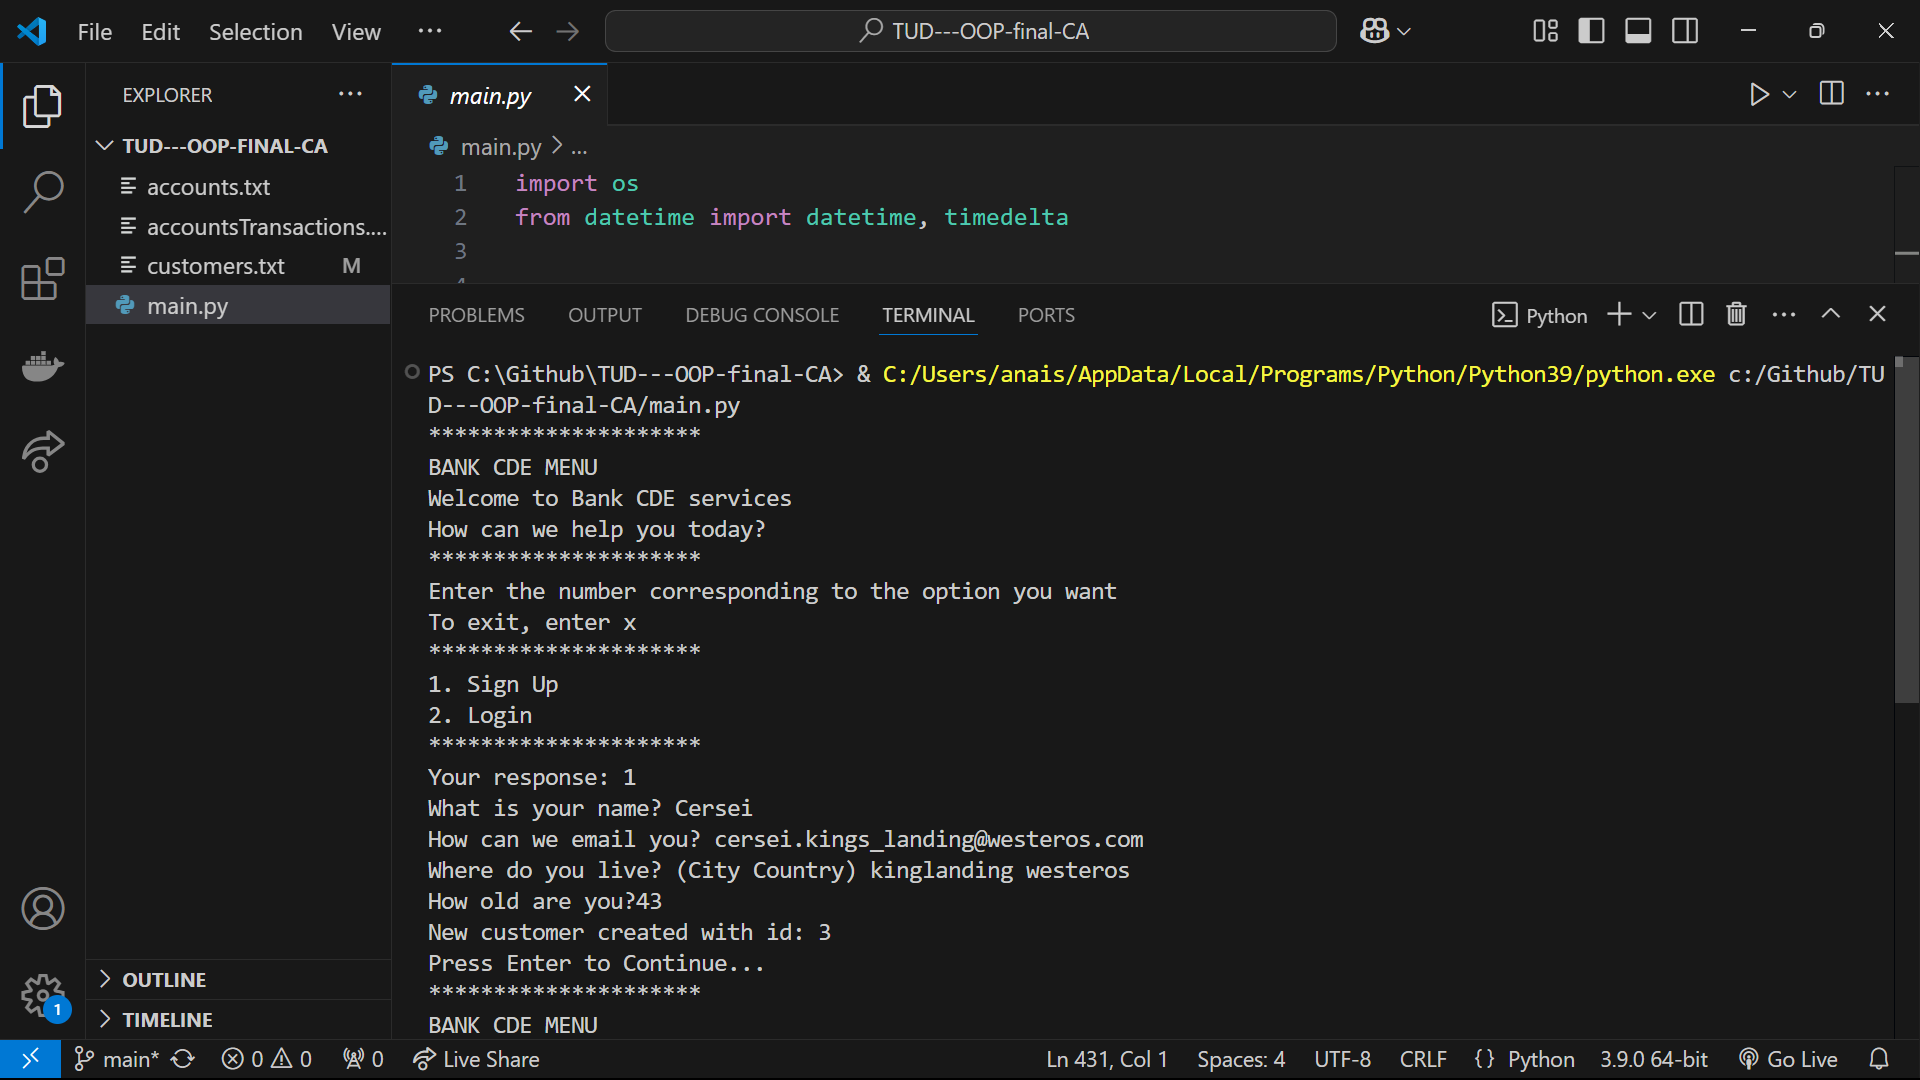 File Edit Selection View ··· TUD---OOP-final-CA
EXPLORER ···
TUD---OOP-FINAL-CA
accounts.txt
accountsTransactions....
customers.txt M
main.py
OUTLINE
TIMELINE
main.py
main.py > ...
1 import os
2 from datetime import datetime, timedelta
3
PROBLEMS OUTPUT DEBUG CONSOLE TERMINAL PORTS Python
PS C:\Github\TUD---OOP-final-CA> & C:/Users/anais/AppData/Local/Programs/Python/Python39/python.exe c:/Github/TU
D---OOP-final-CA/main.py
*********************
BANK CDE MENU
Welcome to Bank CDE services
How can we help you today?
*********************
Enter the number corresponding to the option you want
To exit, enter x
*********************
1. Sign Up
2. Login
*********************
Your response: 1
What is your name? Cersei
How can we email you? cersei.kings_landing@westeros.com
Where do you live? (City Country) kinglanding westeros
How old are you?43
New customer created with id: 3
Press Enter to Continue...
*********************
BANK CDE MENU
1
main* 0 0 0 Live Share Ln 431, Col 1 Spaces: 4 UTF-8 CRLF {} Python 3.9.0 64-bit Go Live